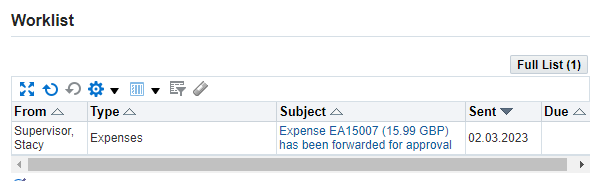 Worklist
Full List (1)
From Type Subject Sent Due
Supervisor, Stacy Expenses Expense EA15007 (15.99 GBP) has been forwarded for approval 02.03.2023